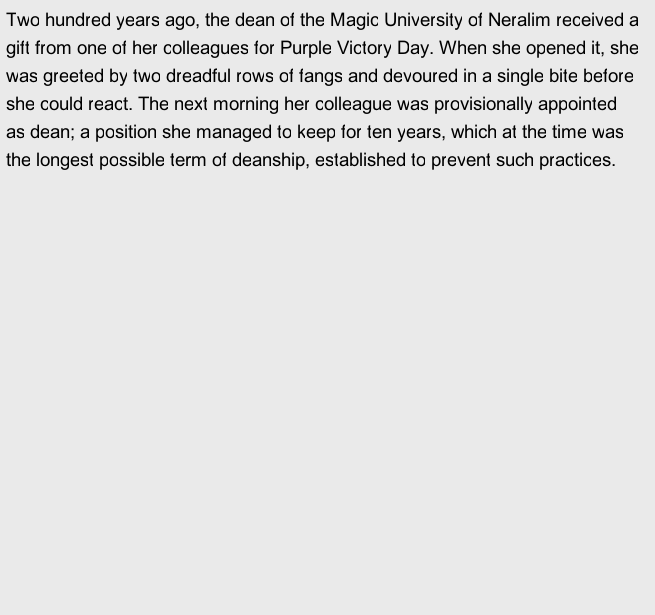 Two hundred years ago, the dean of the Magic University of Neralim received a
gift from one of her colleagues for Purple Victory Day. When she opened it, she
was greeted by two dreadful rows of fangs and devoured in a single bite before
she could react. The next morning her colleague was provisionally appointed
as dean; a position she managed to keep for ten years, which at the time was
the longest possible term of deanship, established to prevent such practices.